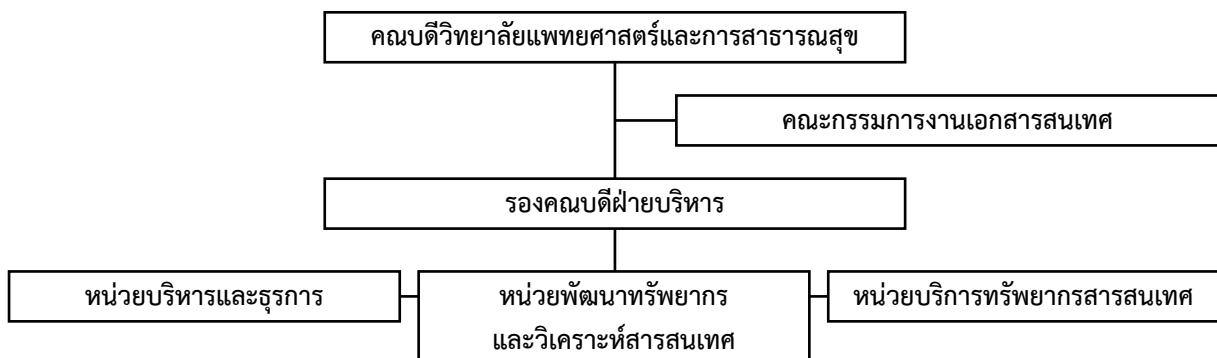 คณบดีวิทยาลัยแพทยศาสตร์และการสาธารณสุข
คณะกรรมการงานเอกสารสนเทศ
รองคณบดีฝ่ายบริหาร
หน่วยบริหารและธุรการ
หน่วยพัฒนาทรัพยากร
และวิเคราะห์สารสนเทศ
หน่วยบริการทรัพยากรสารสนเทศ